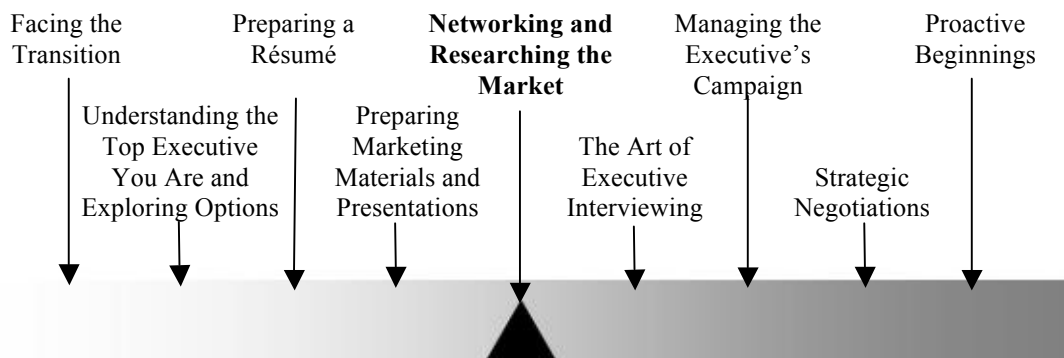 Facing the
Transition
Understanding the
Top Executive
You Are and
Exploring Options
Preparing a
Résumé
Preparing
Marketing
Materials and
Presentations
Networking and
Researching the
Market
The Art of
Executive
Interviewing
Managing the
Executive’s
Campaign
Strategic
Negotiations
Proactive
Beginnings